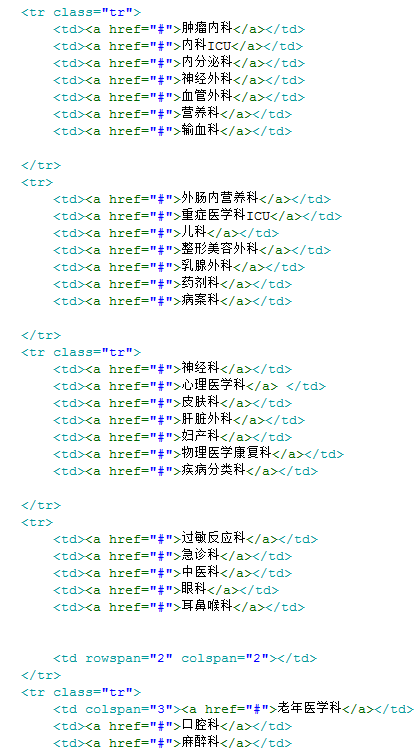 <tr class="tr">
<td><a href="#">肿瘤内科</a></td>
<td><a href="#">内科ICU</a></td>
<td><a href="#">内分泌科</a></td>
<td><a href="#">神经外科</a></td>
<td><a href="#">血管外科</a></td>
<td><a href="#">营养科</a></td>
<td><a href="#">输血科</a></td>
</tr>
<tr>
<td><a href="#">外肠内营养科</a></td>
<td><a href="#">重症医学科ICU</a></td>
<td><a href="#">儿科</a></td>
<td><a href="#">整形美容外科</a></td>
<td><a href="#">乳腺外科</a></td>
<td><a href="#">药剂科</a></td>
<td><a href="#">病案科</a></td>
</tr>
<tr class="tr">
<td><a href="#">神经科</a></td>
<td><a href="#">心理医学科</a> </td>
<td><a href="#">皮肤科</a></td>
<td><a href="#">肝脏外科</a></td>
<td><a href="#">妇产科</a></td>
<td><a href="#">物理医学康复科</a></td>
<td><a href="#">疾病分类科</a></td>
</tr>
<tr>
<td><a href="#">过敏反应科</a></td>
<td><a href="#">急诊科</a></td>
<td><a href="#">中医科</a></td>
<td><a href="#">眼科</a></td>
<td><a href="#">耳鼻喉科</a></td>
<td rowspan="2" colspan="2"></td>
</tr>
<tr class="tr">
<td colspan="3"><a href="#">老年医学科</a></td>
<td><a href="#">口腔科</a></td>
<td><a href="#">麻醉科</a></td>